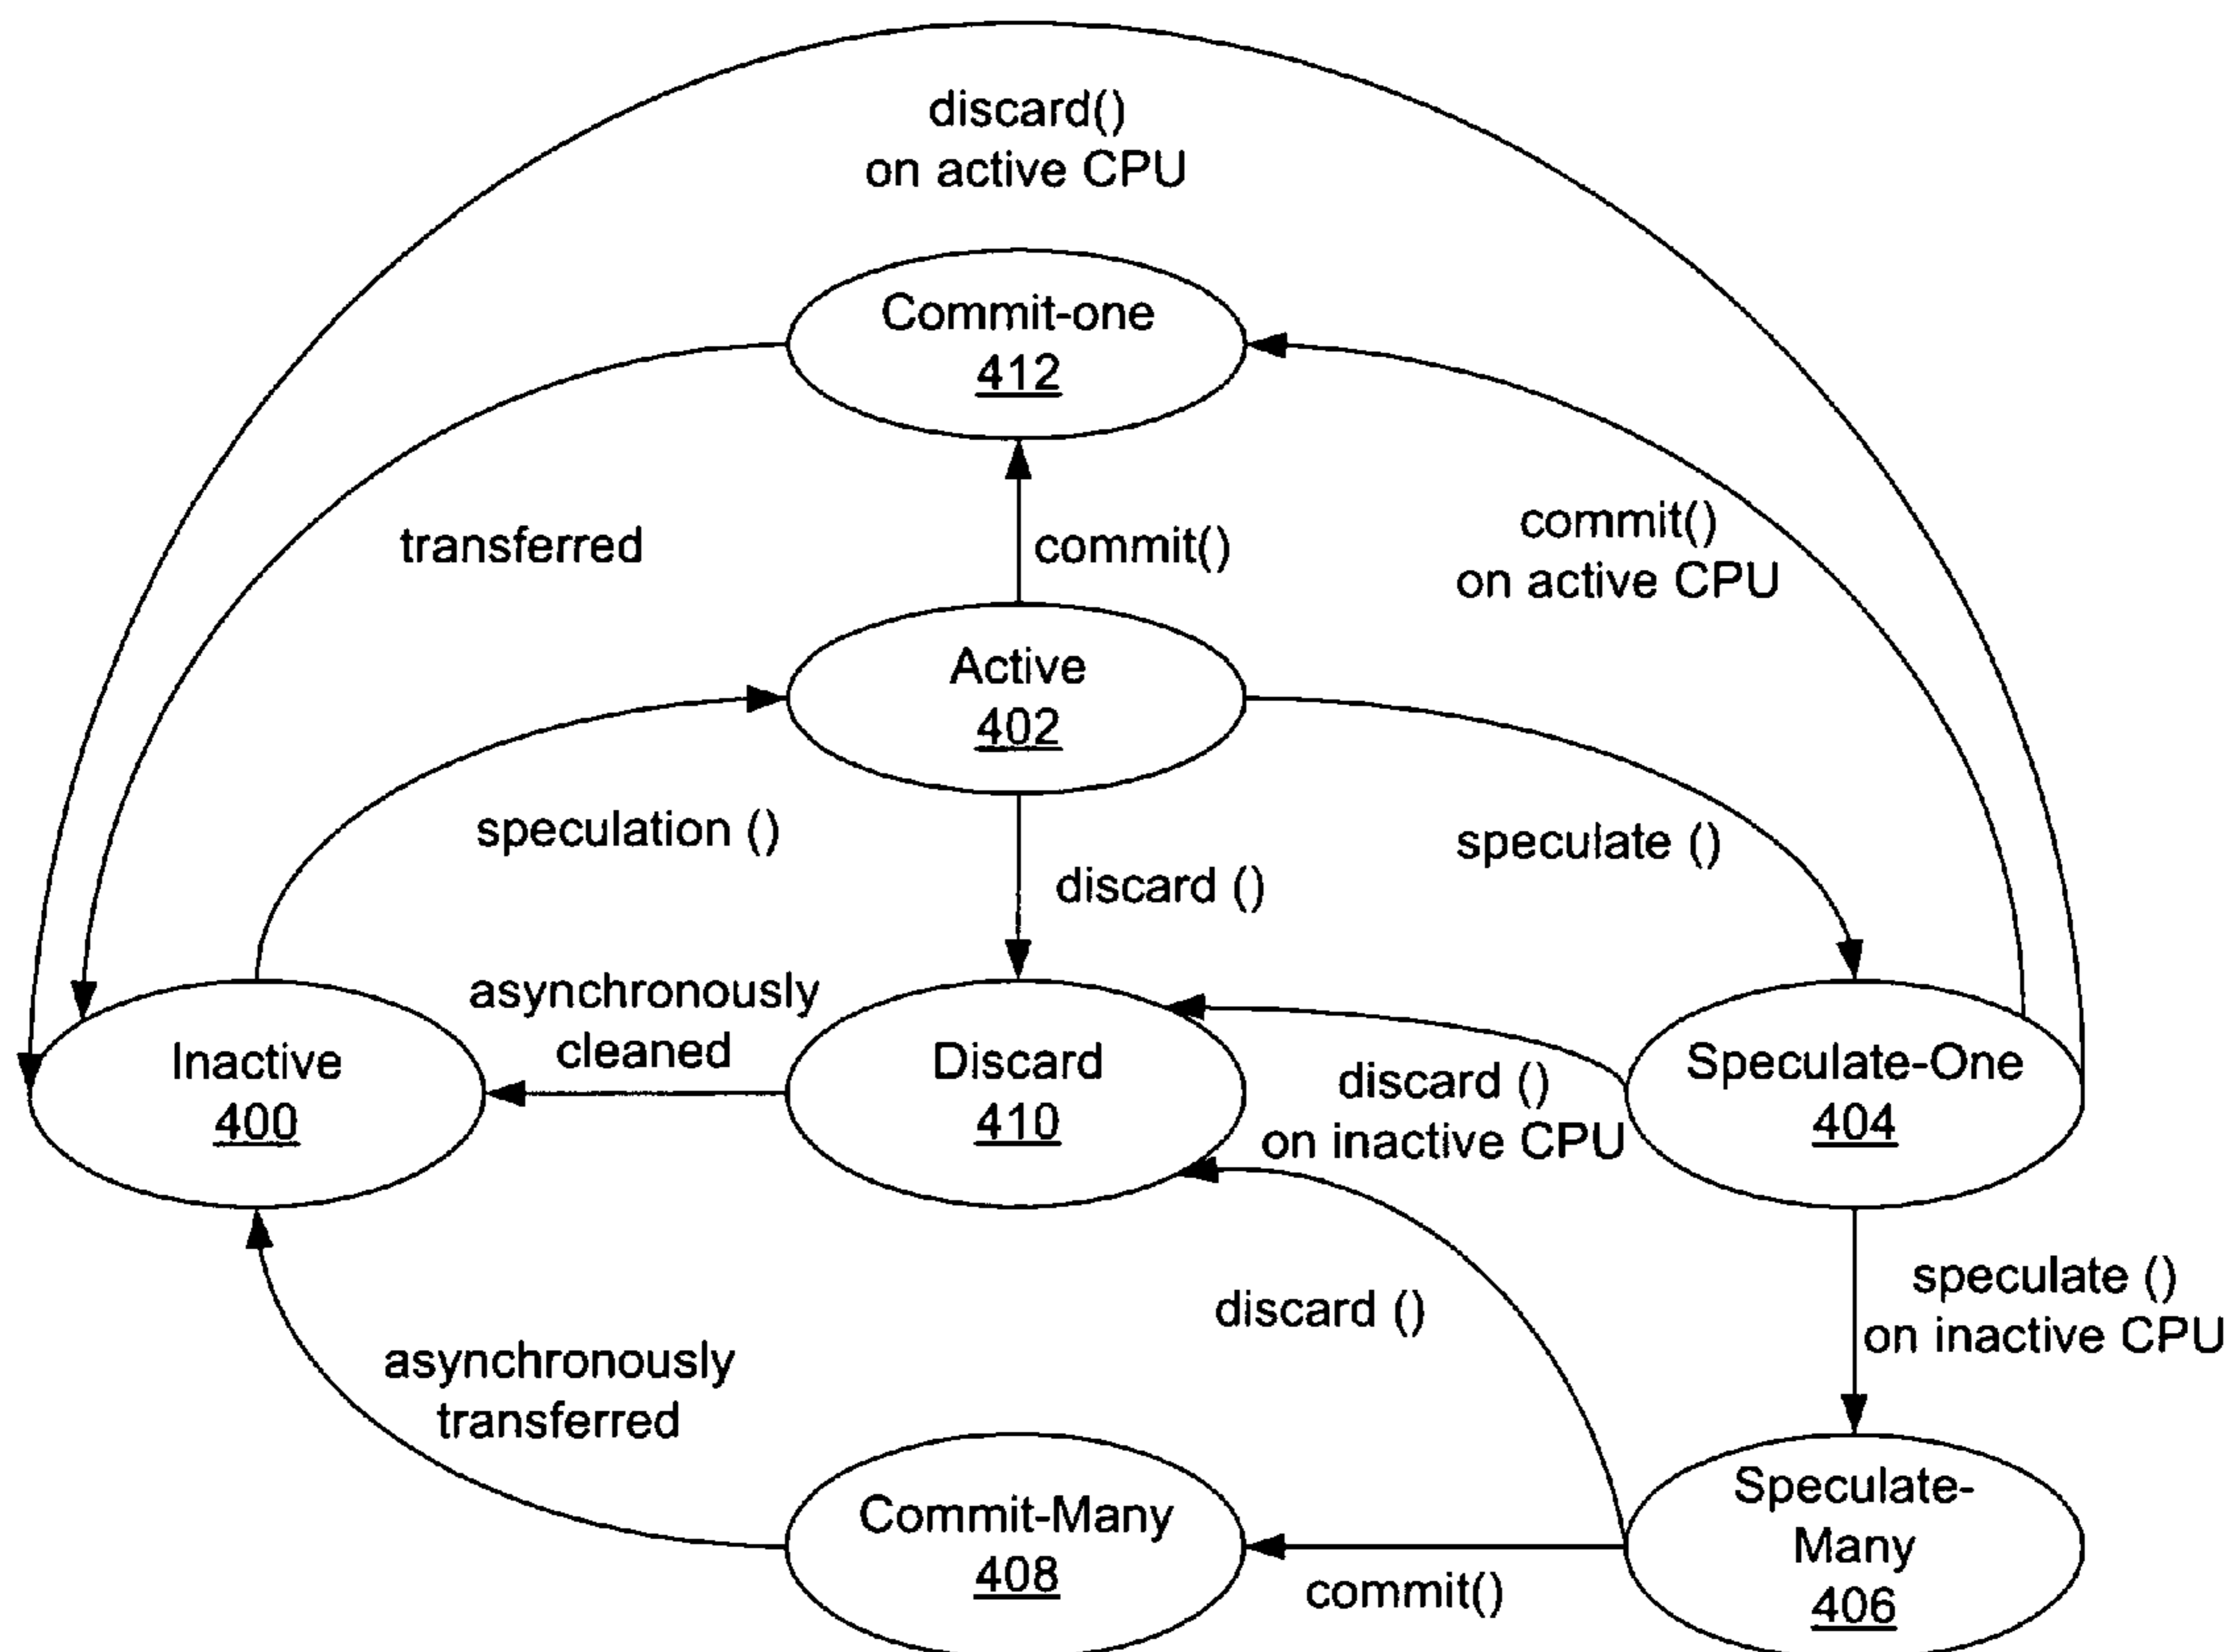 discard()
on active CPU
Commit-one
412
transferred
commit()
commit()
on active CPU
Active
402
speculation ()
speculate ()
discard ()
asynchronously
cleaned
Inactive
400
Discard
410
discard ()
on inactive CPU
Speculate-One
404
speculate ()
on inactive CPU
discard ()
asynchronously
transferred
Commit-Many
408
commit()
Speculate-
Many
406